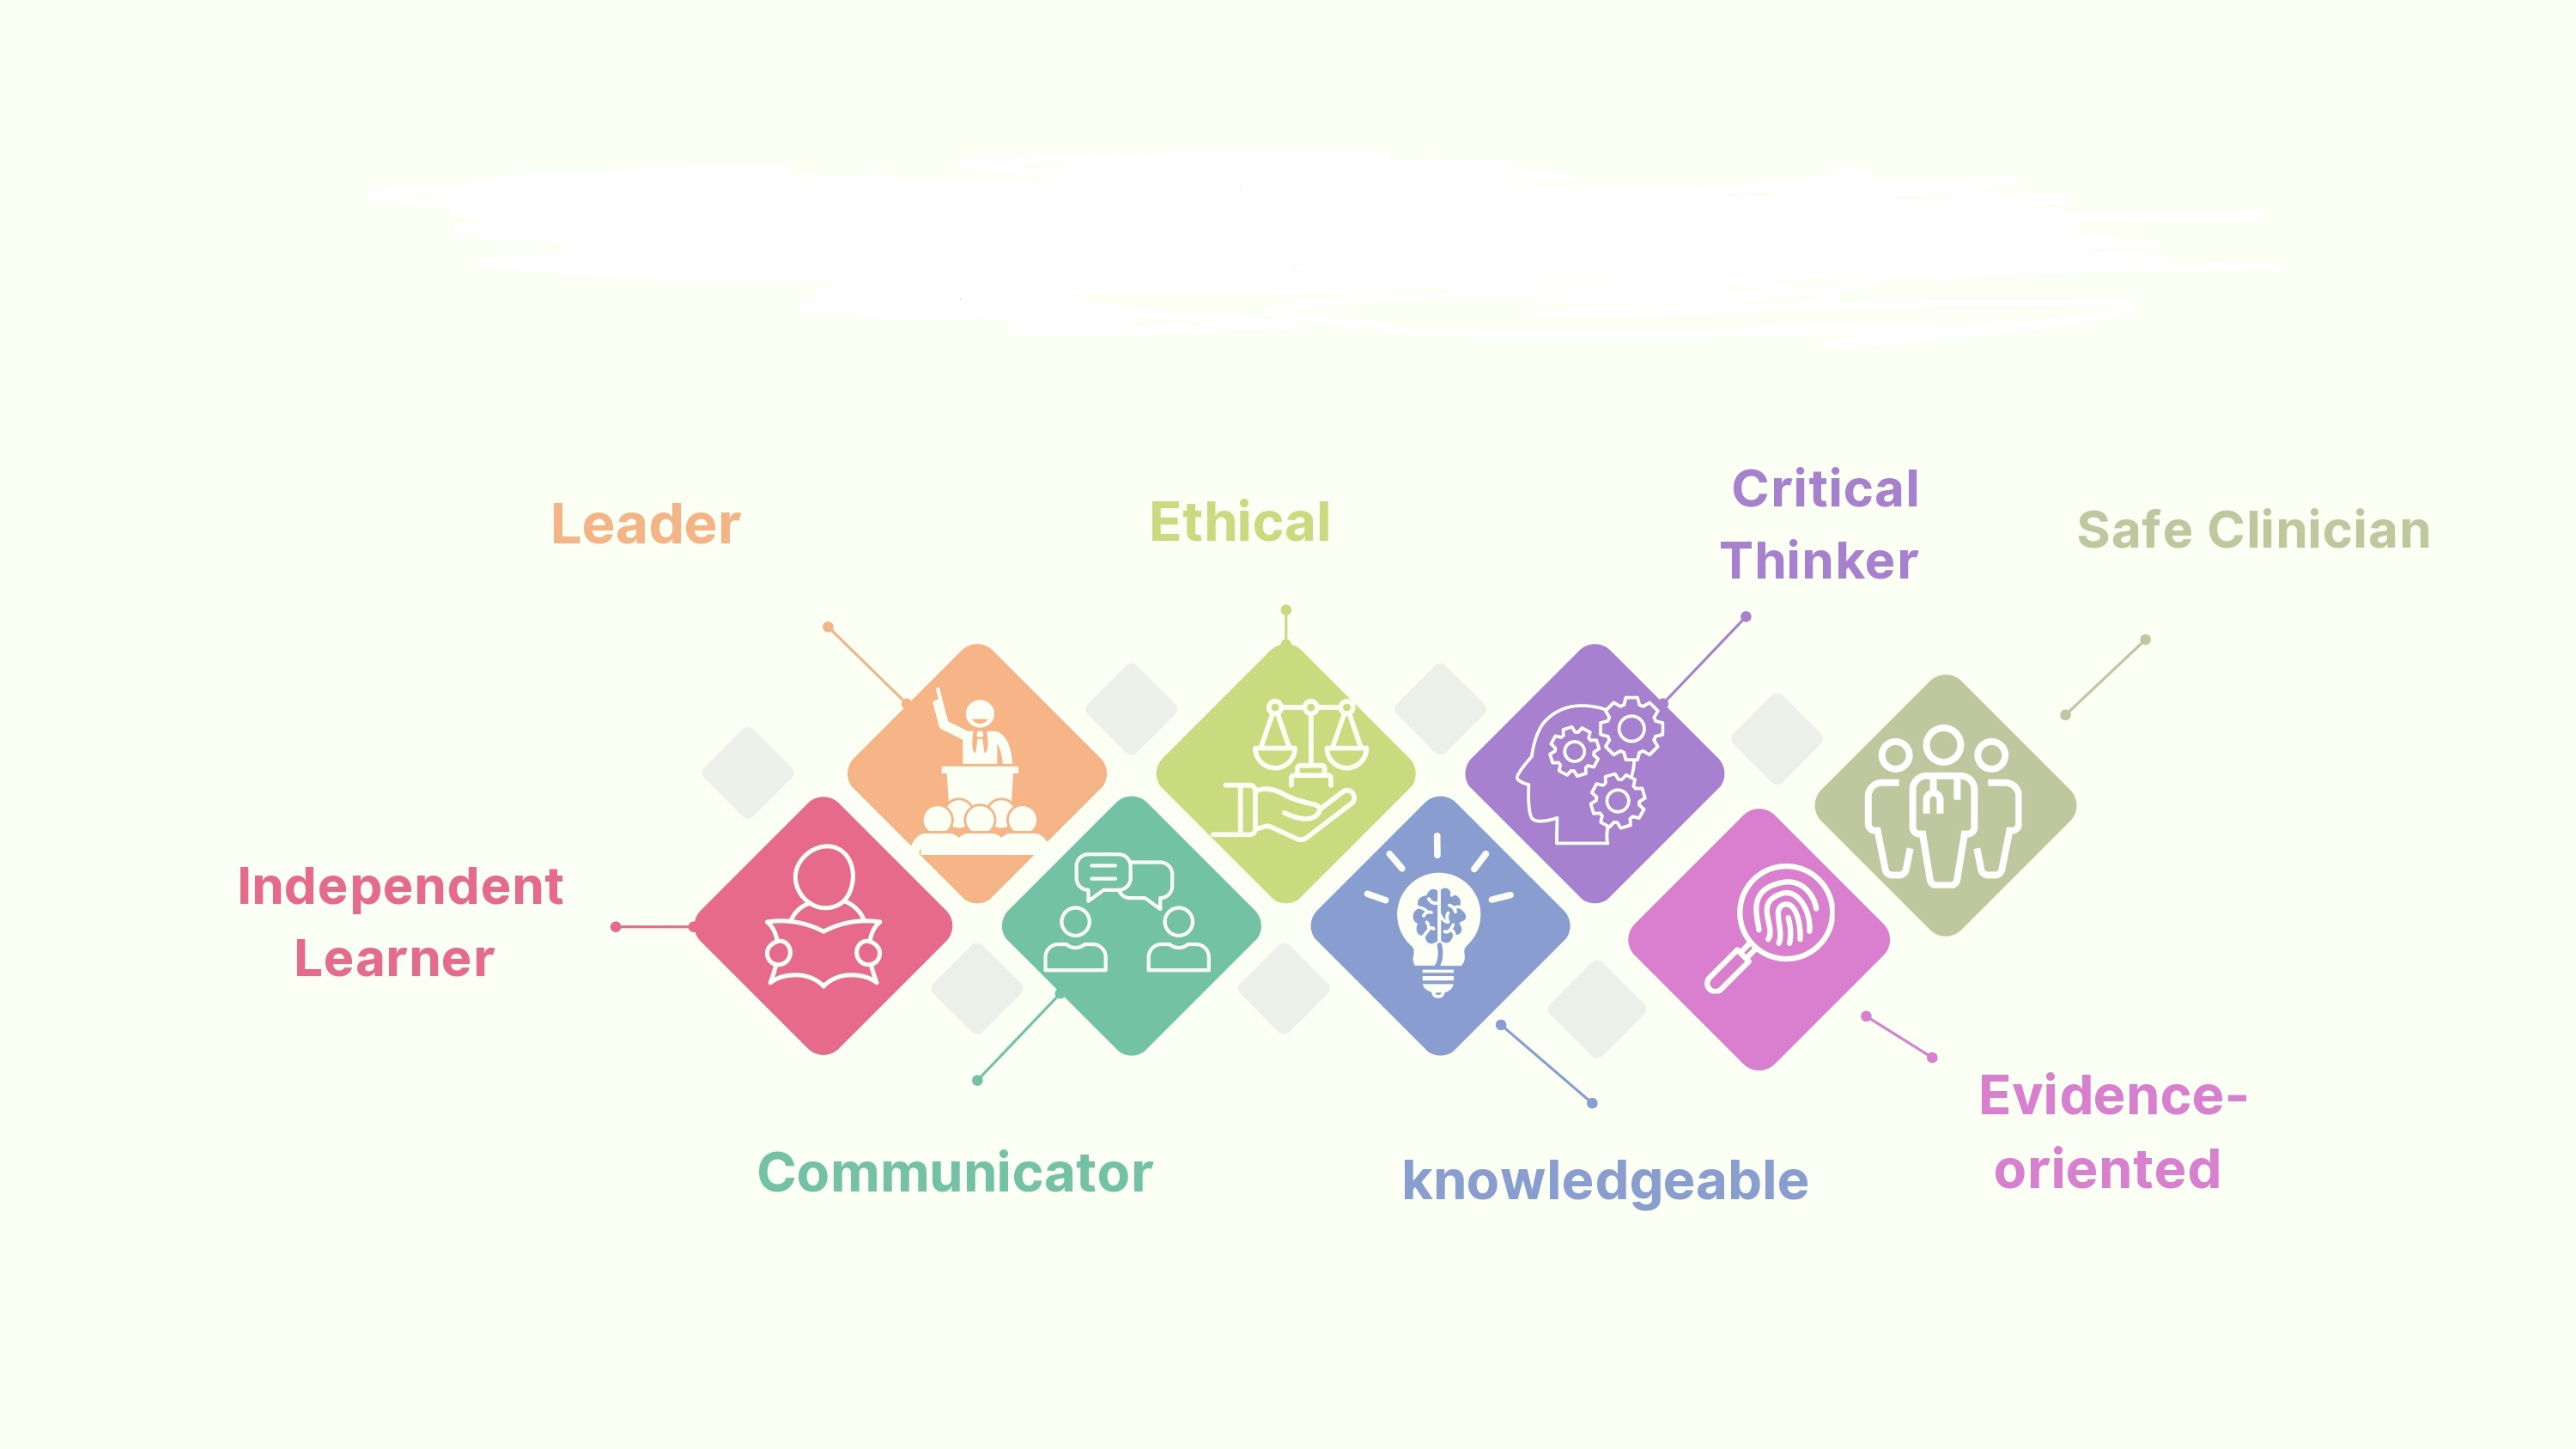 Leader
Ethical
Critical
Thinker
Safe Clinician
Independent
Learner
Communicator
knowledgeable
Evidence-
oriented